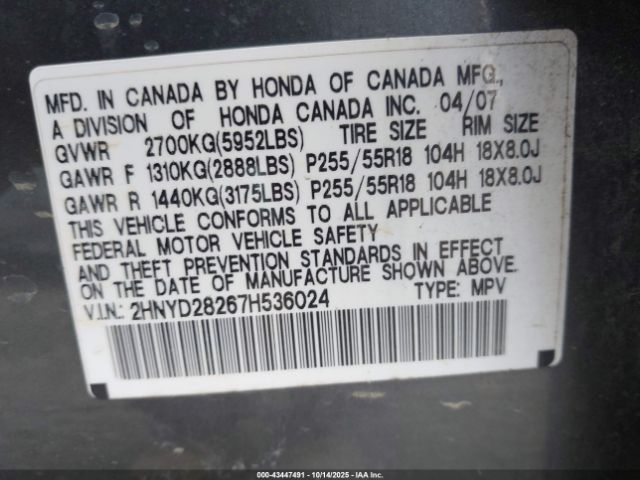 MFD. IN CANADA BY HONDA OF CANADA MFG.,
A DIVISION OF HONDA CANADA INC. 04/07
GVWR 2700KG(5952LBS) TIRE SIZE RIM SIZE
GAWR F 1310KG(2888LBS) P255/55R18 104H 18X8.0J
GAWR R 1440KG(3175LBS) P255/55R18 104H 18X8.0J
THIS VEHICLE CONFORMS TO ALL APPLICABLE
FEDERAL MOTOR VEHICLE SAFETY
AND THEFT PREVENTION STANDARDS IN EFFECT
ON THE DATE OF MANUFACTURE SHOWN ABOVE.
V.I.N.: 2HNYD28267H536024 TYPE: MPV
000-43447491 - 10/14/2025 - IAA Inc.